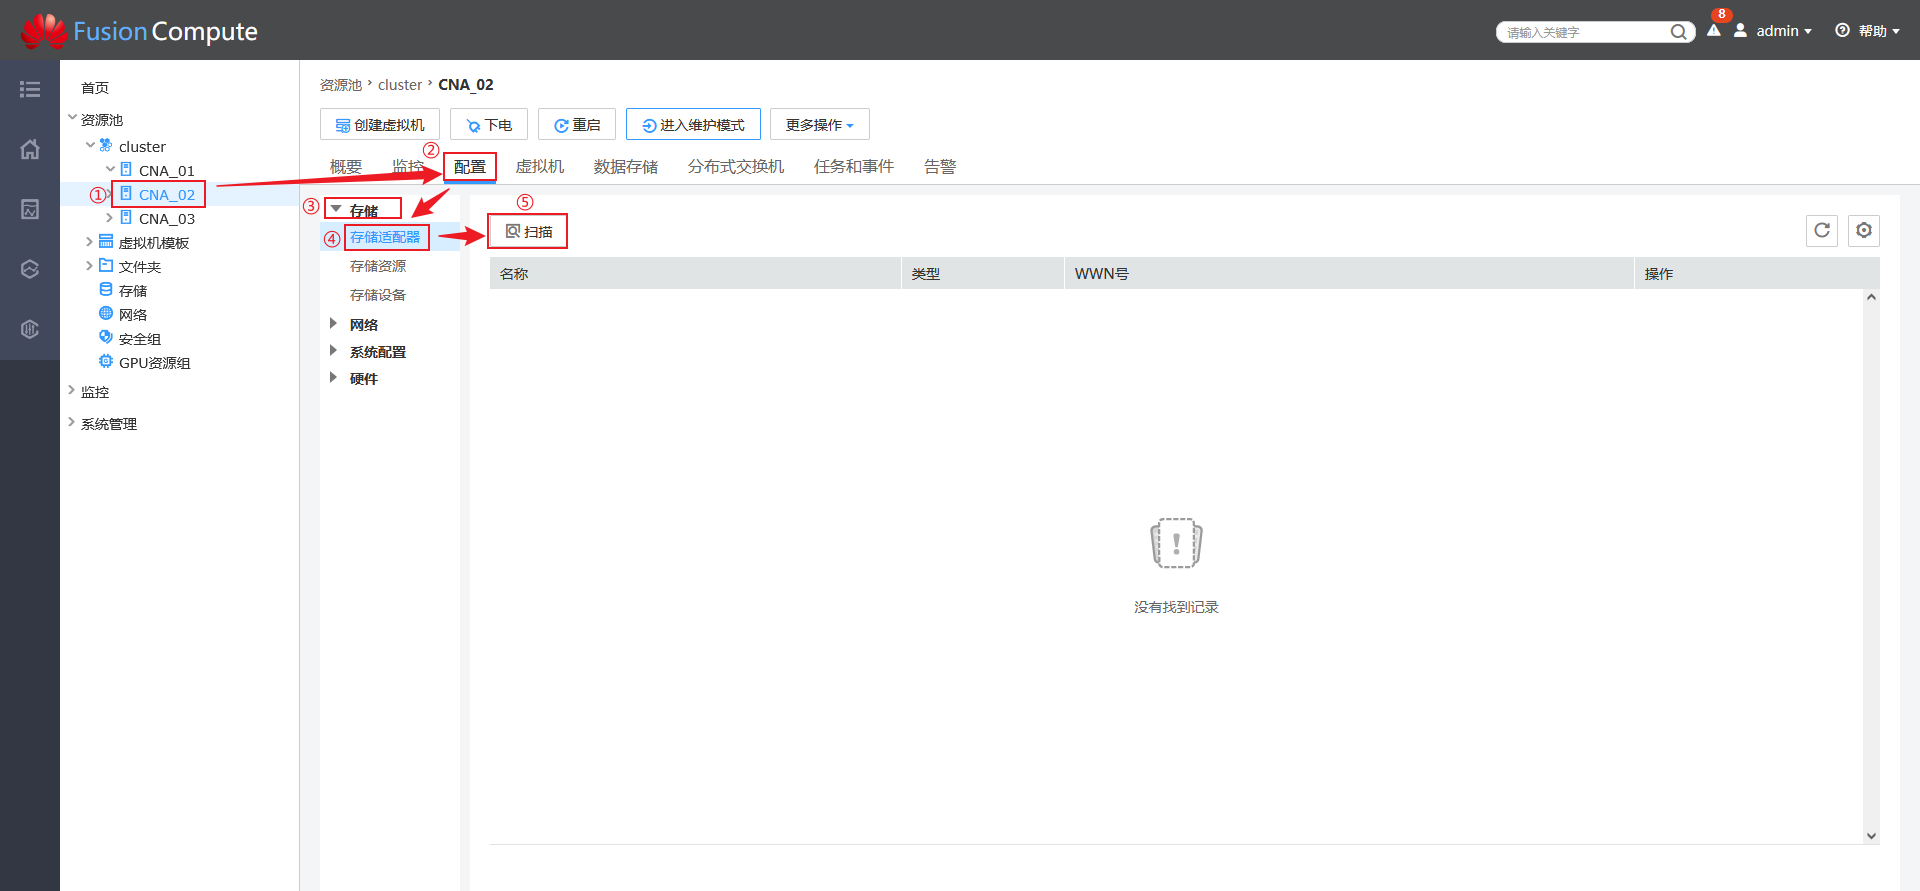 FusionCompute
请输入关键字
8
admin
帮助
首页
资源池
cluster
CNA_01
① CNA_02
CNA_03
虚拟机模板
文件夹
存储
网络
安全组
GPU资源组
监控
系统管理
资源池 › cluster › CNA_02
创建虚拟机 下电 重启 进入维护模式 更多操作
②
概要 监控 配置 虚拟机 数据存储 分布式交换机 任务和事件 告警
③ 存储
④ 存储适配器
存储资源
存储设备
网络
系统配置
硬件
⑤
扫描
名称 类型 WWN号 操作
没有找到记录